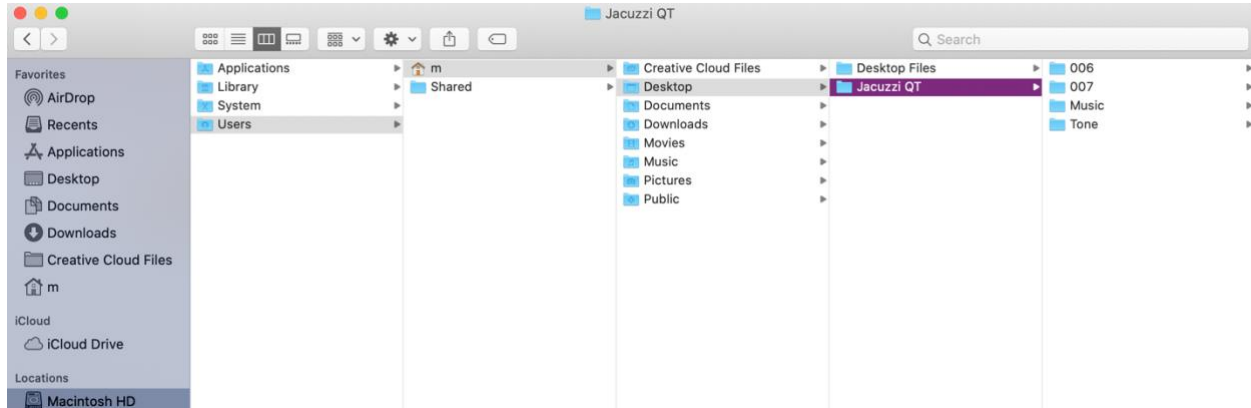 Jacuzzi QT
Search
Favorites
AirDrop
Recents
Applications
Desktop
Documents
Downloads
Creative Cloud Files
m
iCloud
iCloud Drive
Locations
Macintosh HD
Applications
Library
System
Users
m
Shared
Creative Cloud Files
Desktop
Documents
Downloads
Movies
Music
Pictures
Public
Desktop Files
Jacuzzi QT
006
007
Music
Tone